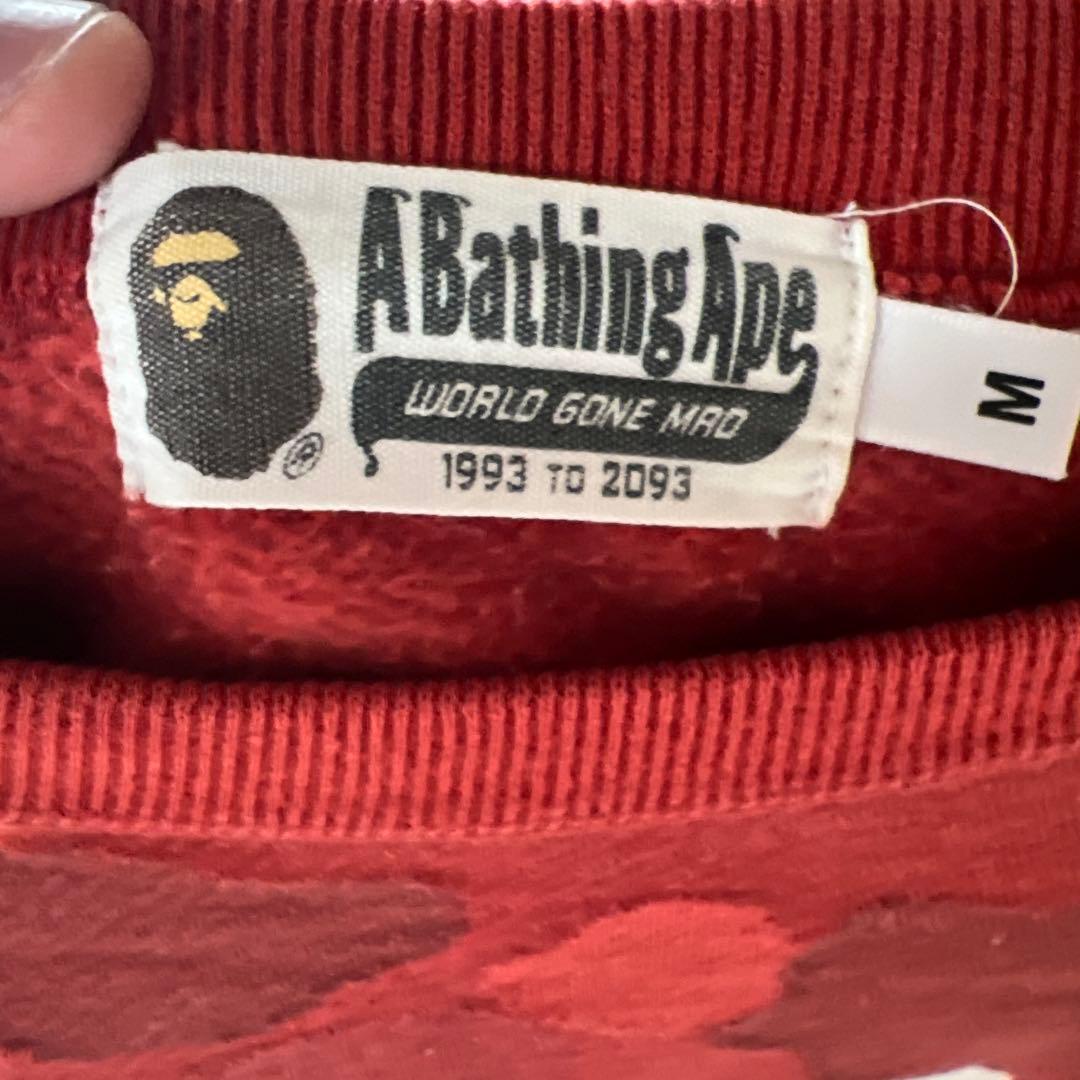 A Bathing Ape
WORLD GONE MAD
1993 TO 2093
®
M